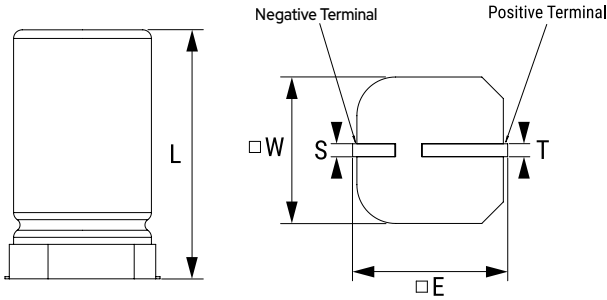 Negative Terminal
Positive Terminal
L
□ W
S
T
□ E